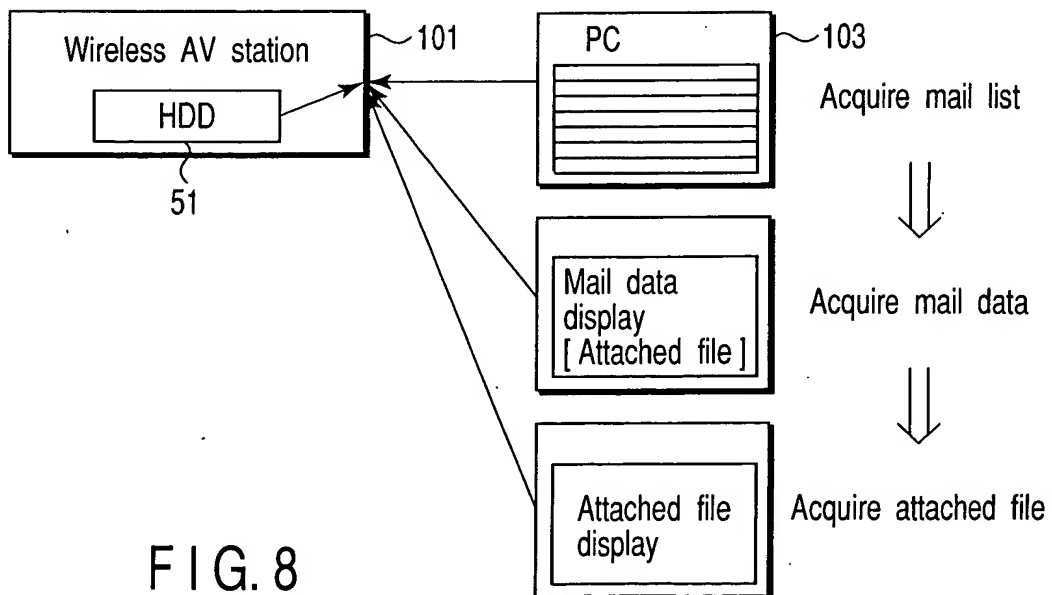 Wireless AV station
101
HDD
51
PC
103
Acquire mail list
Mail data
display
[ Attached file ]
Acquire mail data
Attached file
display
Acquire attached file
FIG. 8